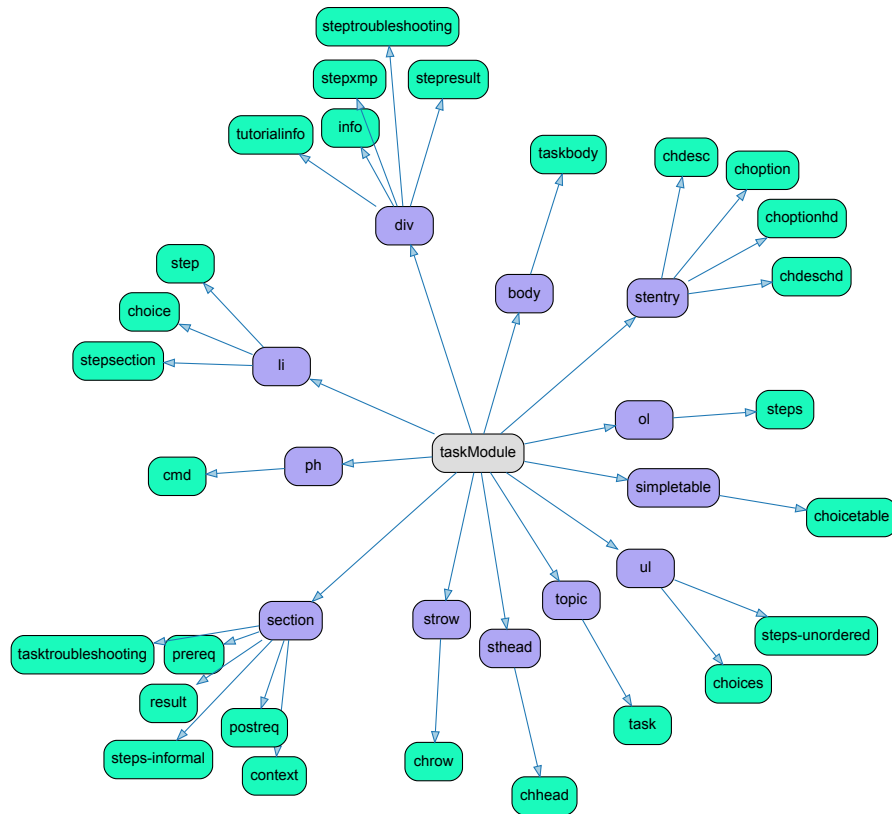 steptroubleshooting
stepxmp
stepresult
tutorialinfo
info
taskbody
chdesc
choption
div
choptionhd
step
body
stentry
chdeschd
choice
stepsection
li
ol
steps
taskModule
cmd
ph
simpletable
choicetable
ul
topic
section
strow
steps-unordered
tasktroubleshooting
prereq
sthead
choices
result
postreq
task
steps-informal
context
chrow
chhead